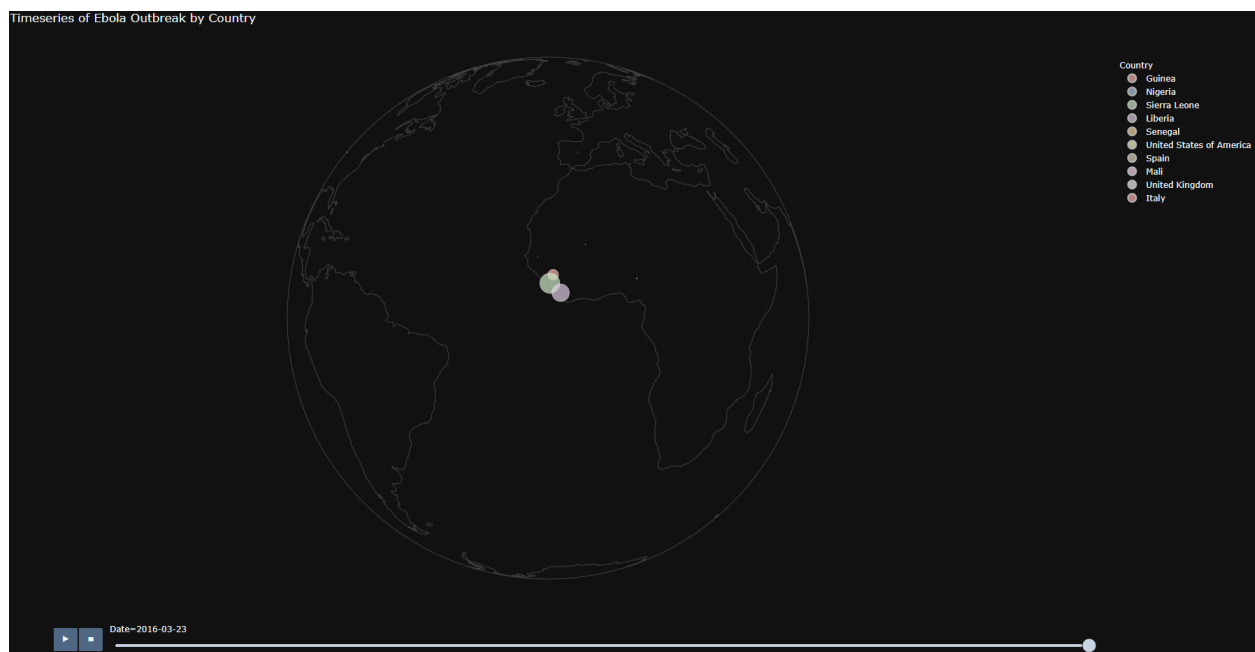 Timeseries of Ebola Outbreak by Country
Country
Guinea
Nigeria
Sierra Leone
Liberia
Senegal
United States of America
Spain
Mali
United Kingdom
Italy
Date=2016-03-23